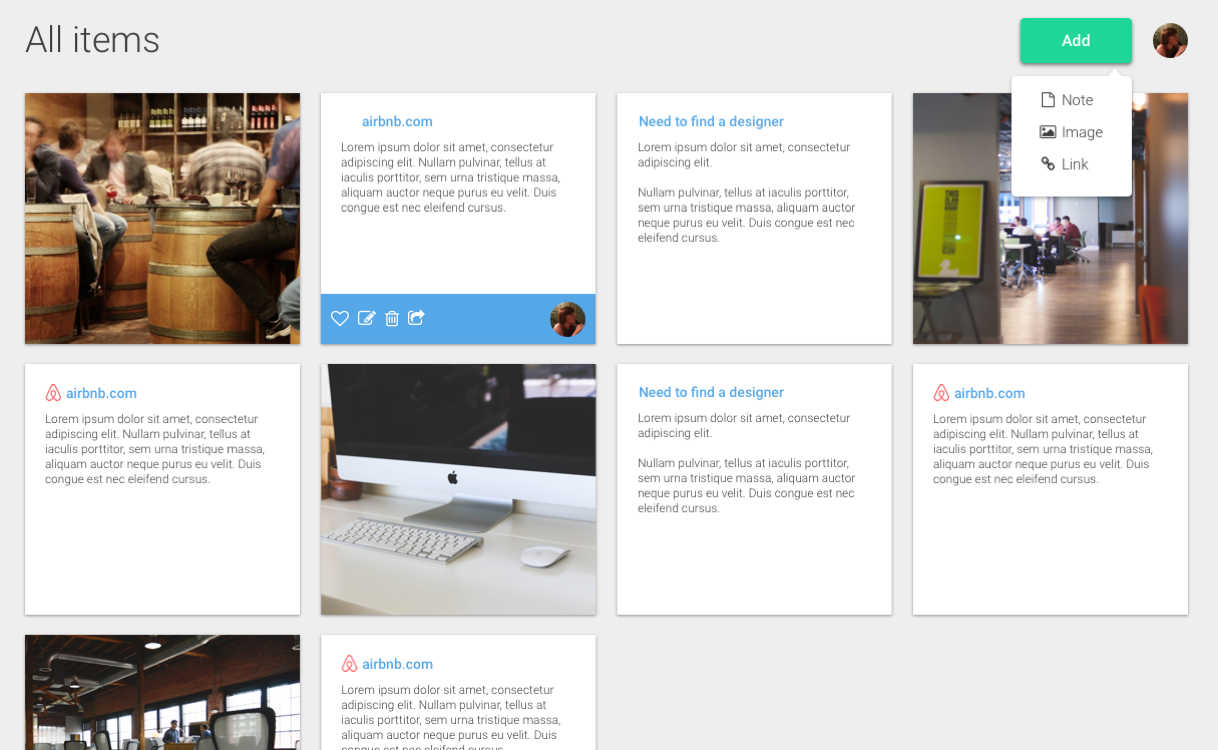 All items
Add
Note
Image
Link
airbnb.com
Lorem ipsum dolor sit amet, consectetur
adipiscing elit. Nullam pulvinar, tellus at
iaculis porttitor, sem urna tristique massa,
aliquam auctor neque purus eu velit. Duis
congue est nec eleifend cursus.
Need to find a designer
Lorem ipsum dolor sit amet, consectetur
adipiscing elit.
Nullam pulvinar, tellus at iaculis porttitor,
sem urna tristique massa, aliquam auctor
neque purus eu velit. Duis congue est nec
eleifend cursus.
airbnb.com
Lorem ipsum dolor sit amet, consectetur
adipiscing elit. Nullam pulvinar, tellus at
iaculis porttitor, sem urna tristique massa,
aliquam auctor neque purus eu velit. Duis
congue est nec eleifend cursus.
Need to find a designer
Lorem ipsum dolor sit amet, consectetur
adipiscing elit.
Nullam pulvinar, tellus at iaculis porttitor,
sem urna tristique massa, aliquam auctor
neque purus eu velit. Duis congue est nec
eleifend cursus.
airbnb.com
Lorem ipsum dolor sit amet, consectetur
adipiscing elit. Nullam pulvinar, tellus at
iaculis porttitor, sem urna tristique massa,
aliquam auctor neque purus eu velit. Duis
congue est nec eleifend cursus.
airbnb.com
Lorem ipsum dolor sit amet, consectetur
adipiscing elit. Nullam pulvinar, tellus at
iaculis porttitor, sem urna tristique massa,
aliquam auctor neque purus eu velit. Duis
congue est nec eleifend cursus.